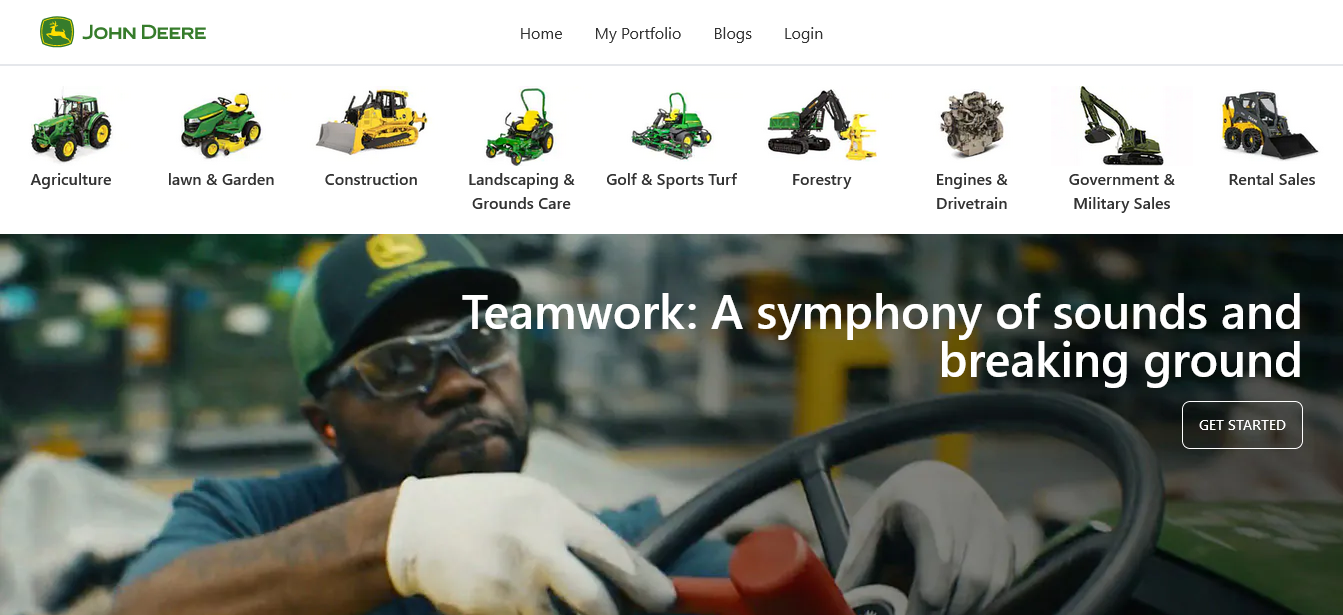 JOHN DEERE
Home
My Portfolio
Blogs
Login
Agriculture
lawn & Garden
Construction
Landscaping &
Grounds Care
Golf & Sports Turf
Forestry
Engines &
Drivetrain
Government &
Military Sales
Rental Sales
Teamwork: A symphony of sounds and
breaking ground
GET STARTED